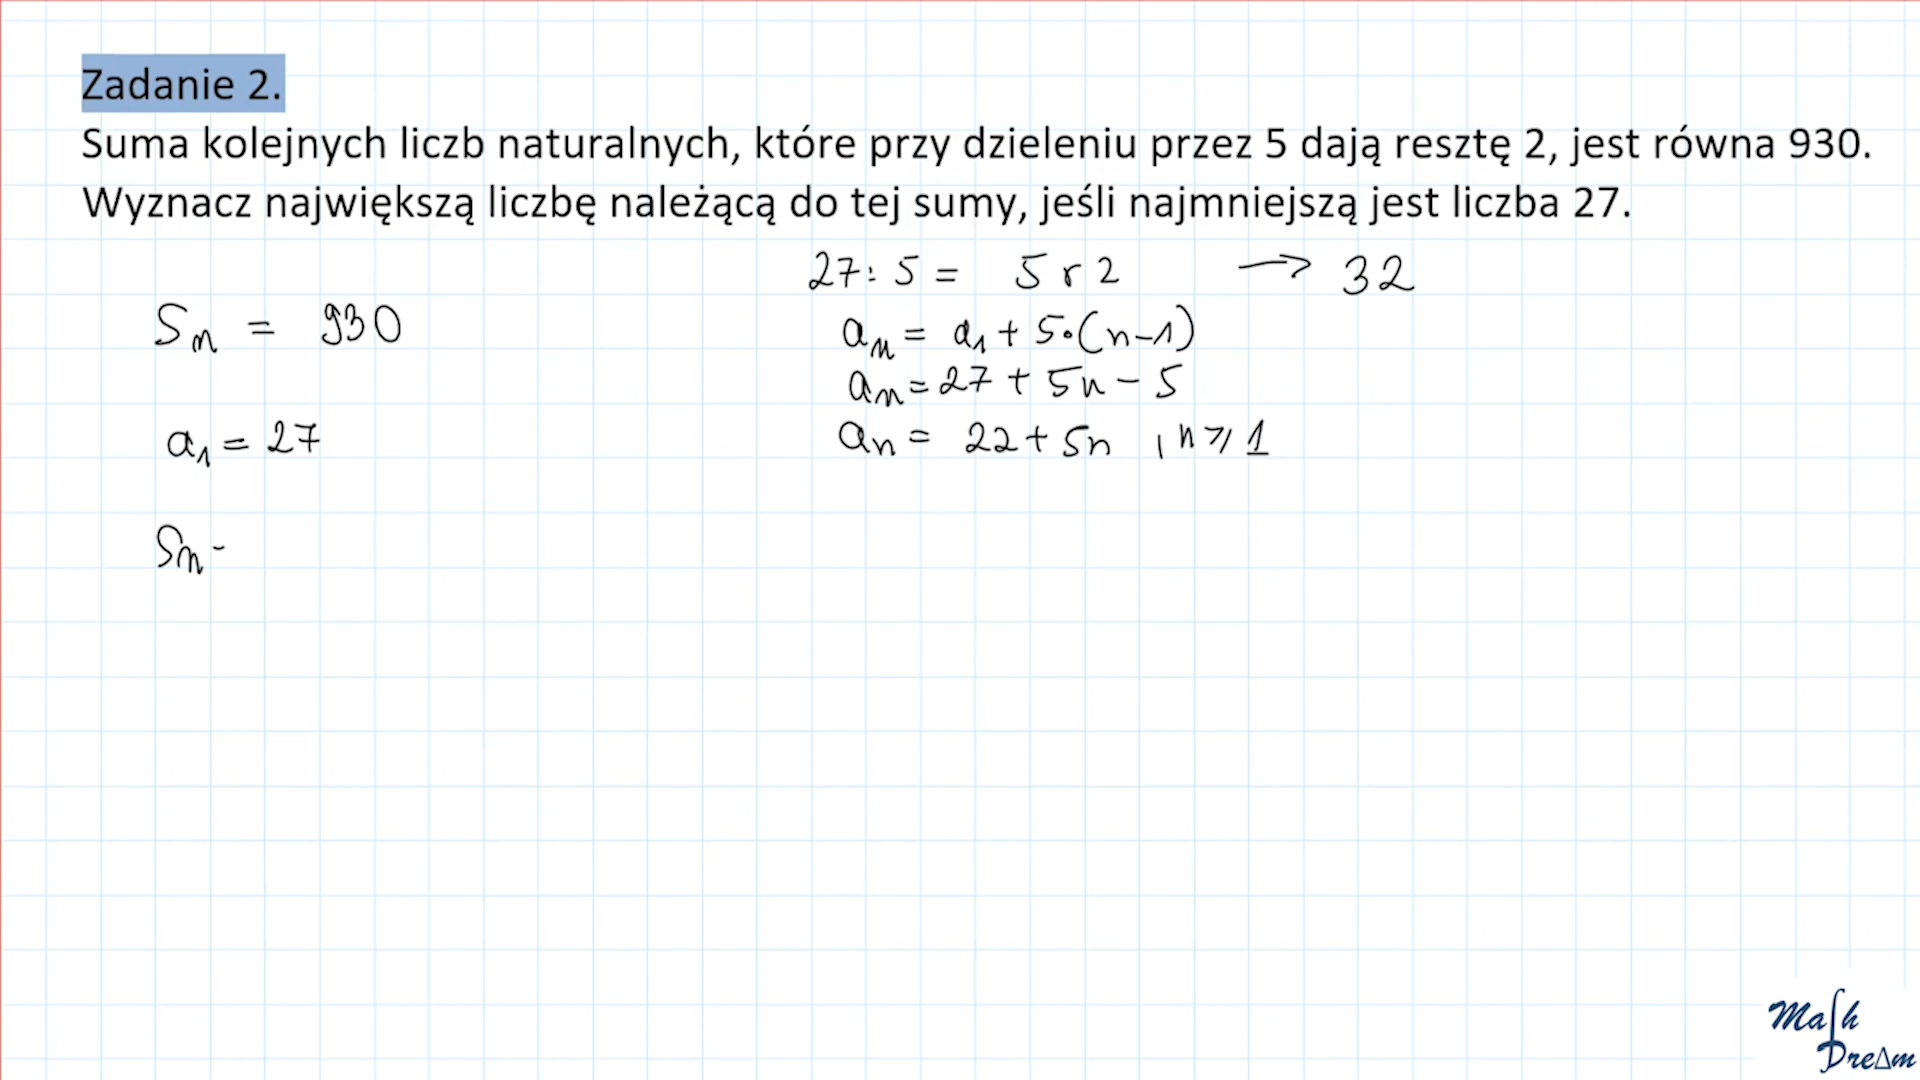 Zadanie 2.
Suma kolejnych liczb naturalnych, które przy dzieleniu przez 5 dają resztę 2, jest równa 930.
Wyznacz największą liczbę należącą do tej sumy, jeśli najmniejszą jest liczba 27.
27 : 5 = 5 r 2 → 32
Sn = 930
an = a1 + 5·(n-1)
an = 27 + 5n - 5
a1 = 27
an = 22 + 5n , n ≥ 1
Sn -
Math
Dream